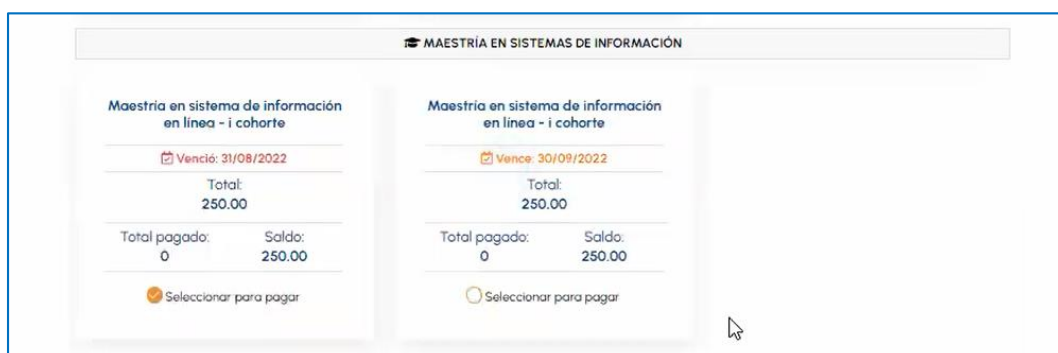 MAESTRÍA EN SISTEMAS DE INFORMACIÓN
Maestría en sistema de información
en línea - i cohorte
Venció: 31/08/2022
Total:
250.00
Total pagado: Saldo:
0 250.00
Seleccionar para pagar
Maestría en sistema de información
en línea - i cohorte
Vence: 30/09/2022
Total:
250.00
Total pagado: Saldo:
0 250.00
Seleccionar para pagar